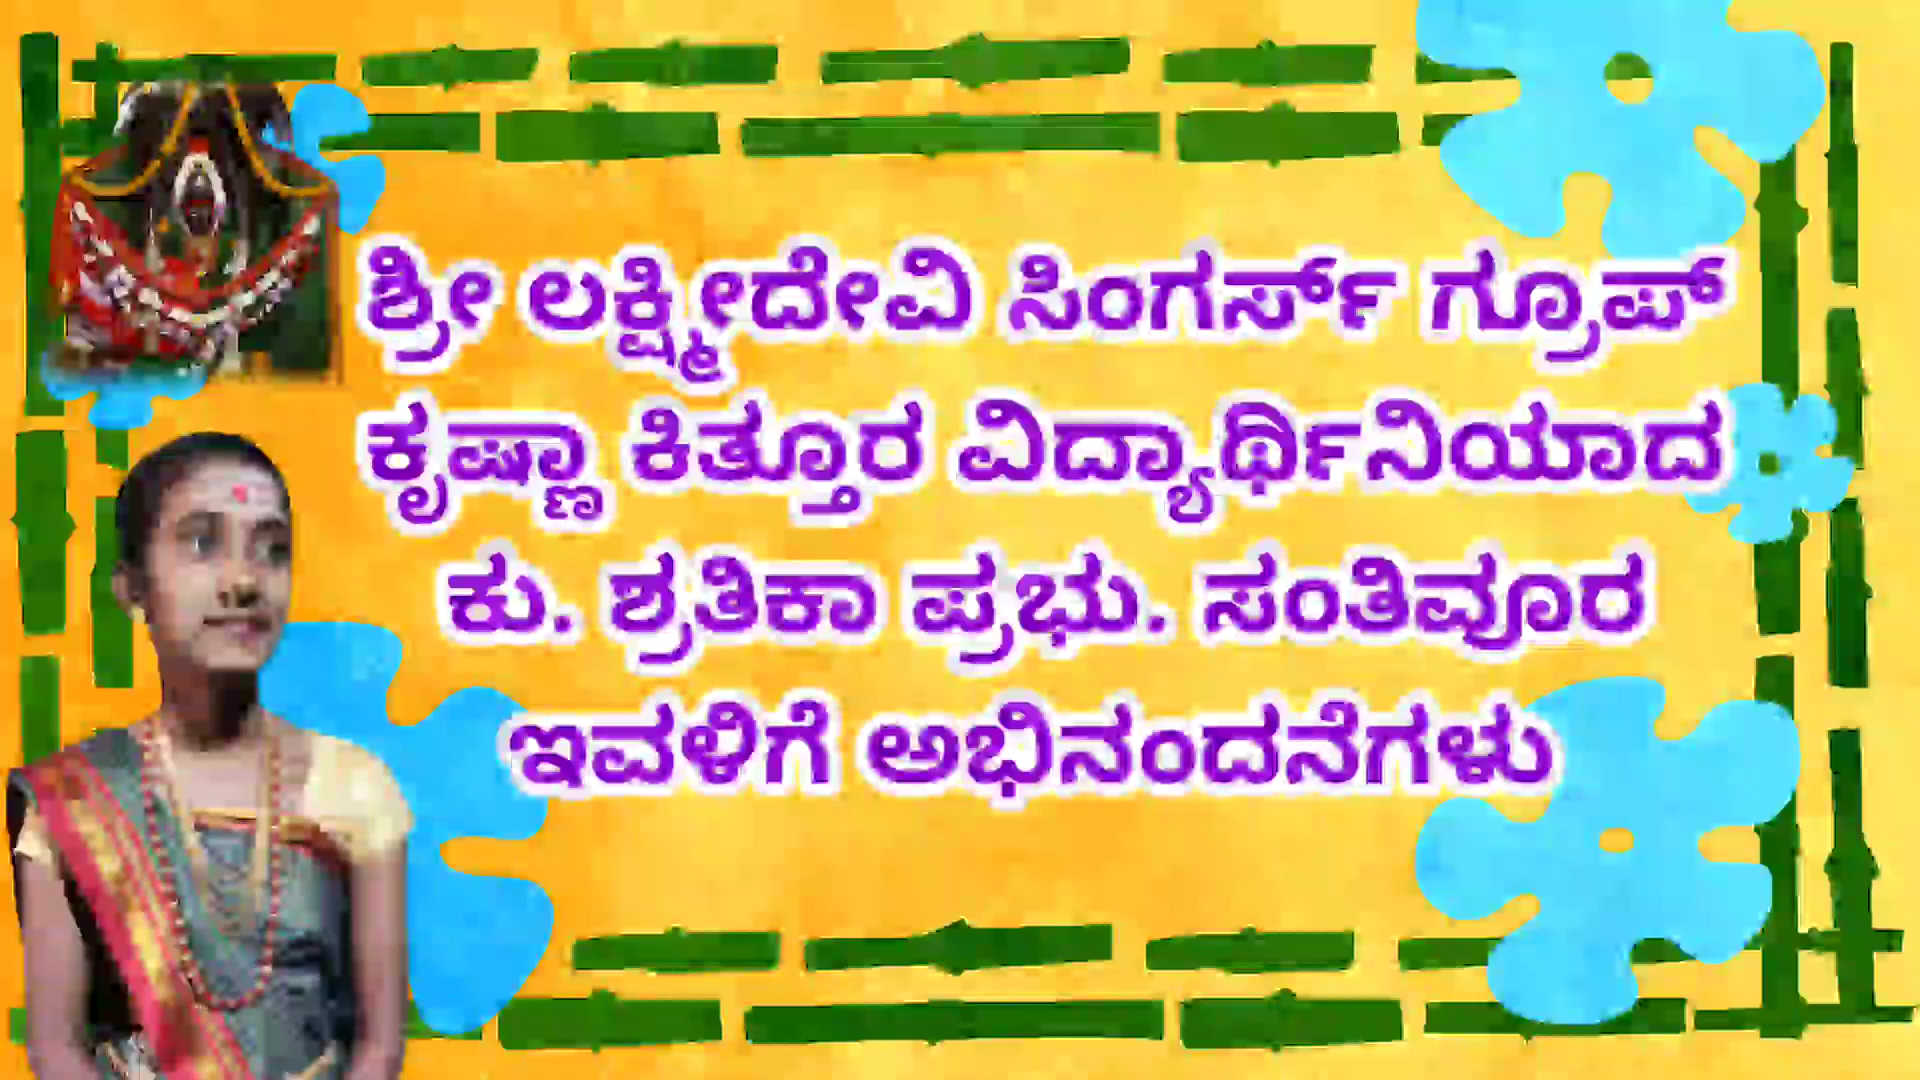 ಶ್ರೀ ಲಕ್ಷ್ಮೀದೇವಿ ಸಿಂಗರ್ಸ್ ಗ್ರೂಪ್
ಕೃಷ್ಣಾ ಕಿತ್ತೂರ ವಿದ್ಯಾರ್ಥಿನಿಯಾದ
ಕು. ಶ್ರತಿಕಾ ಪ್ರಭು. ಸಂತಿವೂರ
ಇವಳಿಗೆ ಅಭಿನಂದನೆಗಳು